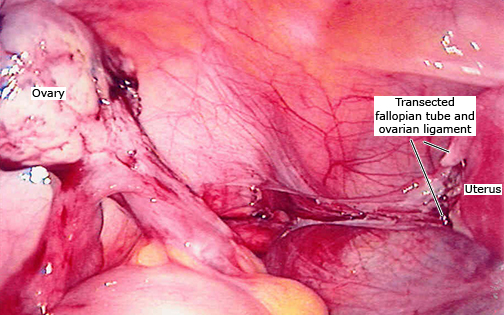 Ovary
Transected
fallopian tube and
ovarian ligament
Uterus